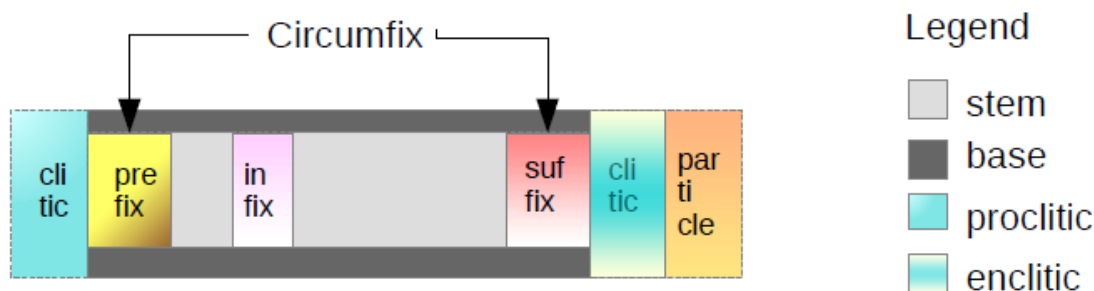 Circumfix
cli
tic
pre
fix
in
fix
suf
fix
cli
tic
par
ti
cle
Legend
stem
base
proclitic
enclitic